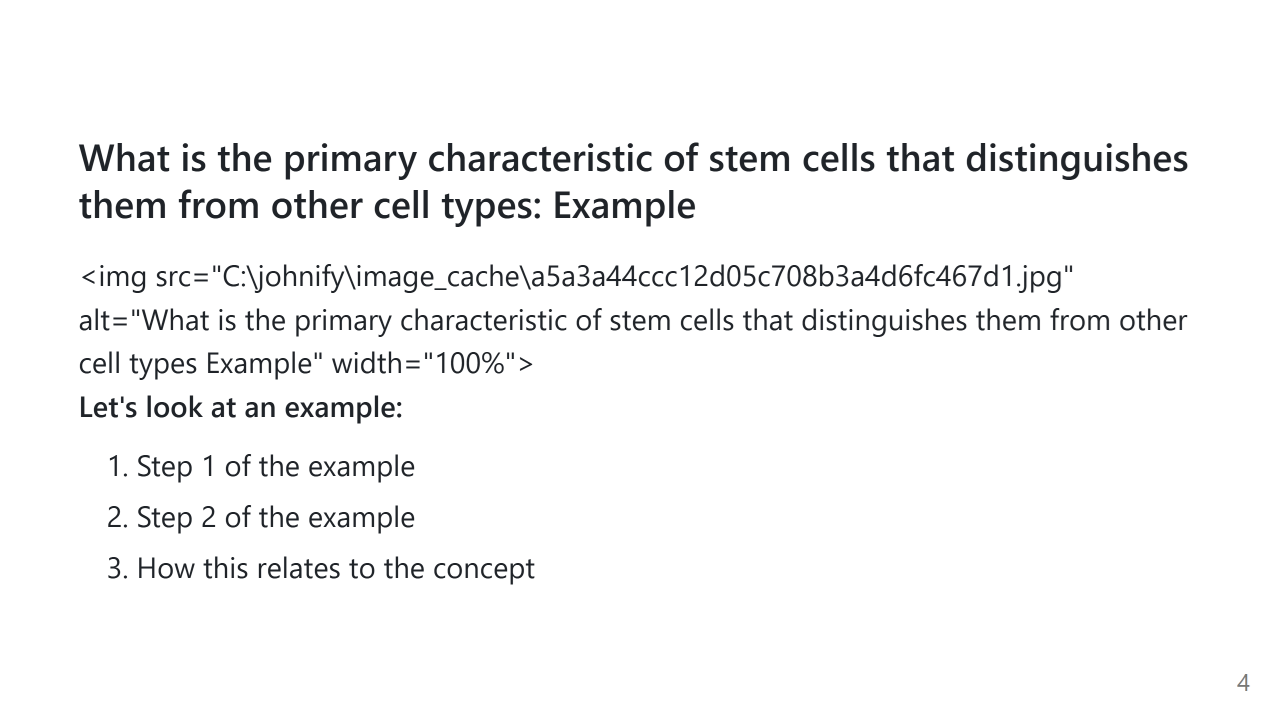 What is the primary characteristic of stem cells that distinguishes
them from other cell types: Example
<img src="C:\johnify\image_cache\a5a3a44ccc12d05c708b3a4d6fc467d1.jpg"
alt="What is the primary characteristic of stem cells that distinguishes them from other
cell types Example" width="100%">
Let's look at an example:
1. Step 1 of the example
2. Step 2 of the example
3. How this relates to the concept
4